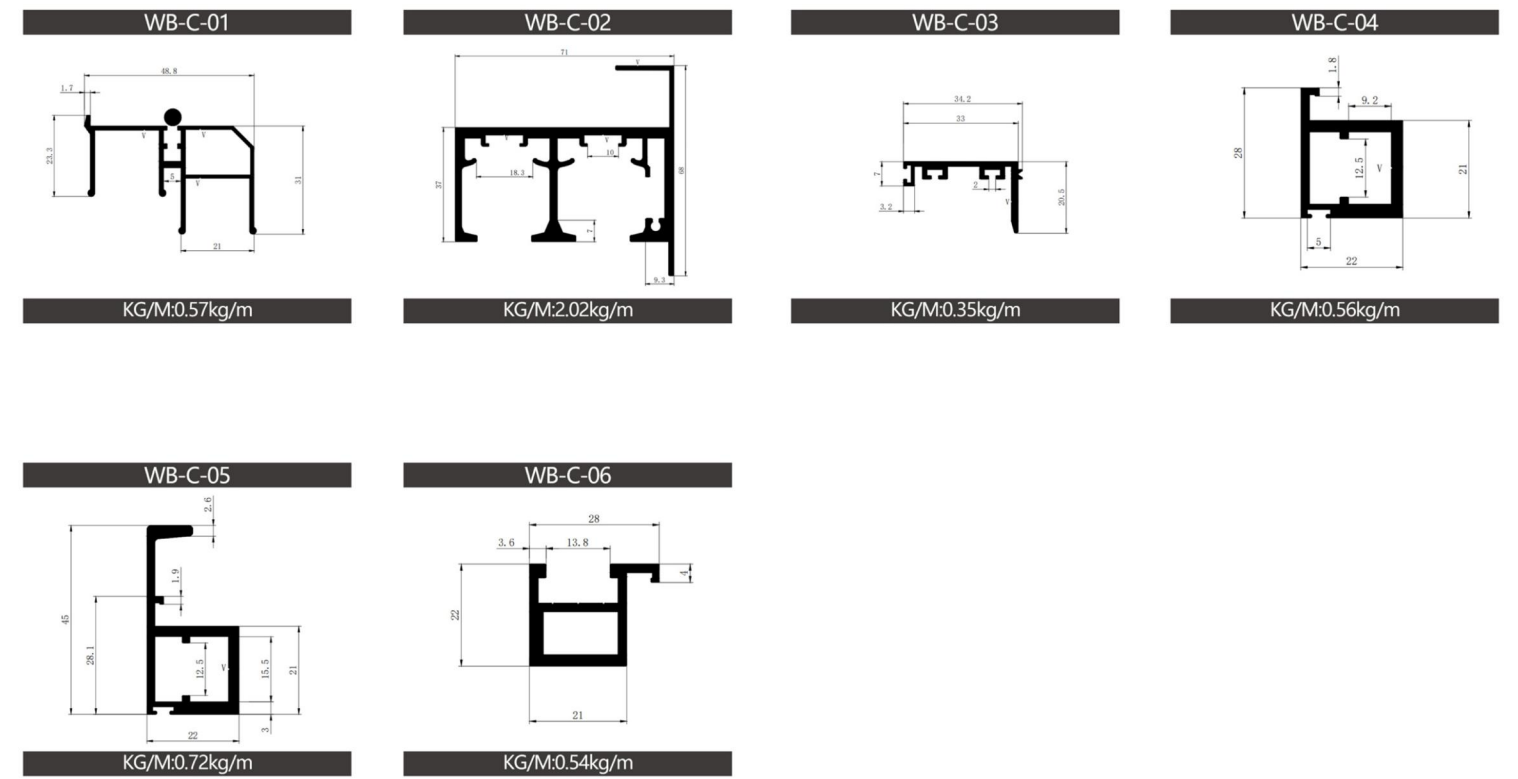 WB-C-01
WB-C-02
WB-C-03
WB-C-04
48.8
1.7
23.3
V
V
V
5
31
21
71
V
V
V
10
18.3
37
68
7
9.3
34.2
33
7
2
3.2
V
20.5
1.8
9.2
28
12.5
V
21
5
22
KG/M:0.57kg/m
KG/M:2.02kg/m
KG/M:0.35kg/m
KG/M:0.56kg/m
WB-C-05
WB-C-06
2.6
1.9
45
28.1
12.5
V
15.5
21
3
22
28
3.6
13.8
4
22
21
KG/M:0.72kg/m
KG/M:0.54kg/m